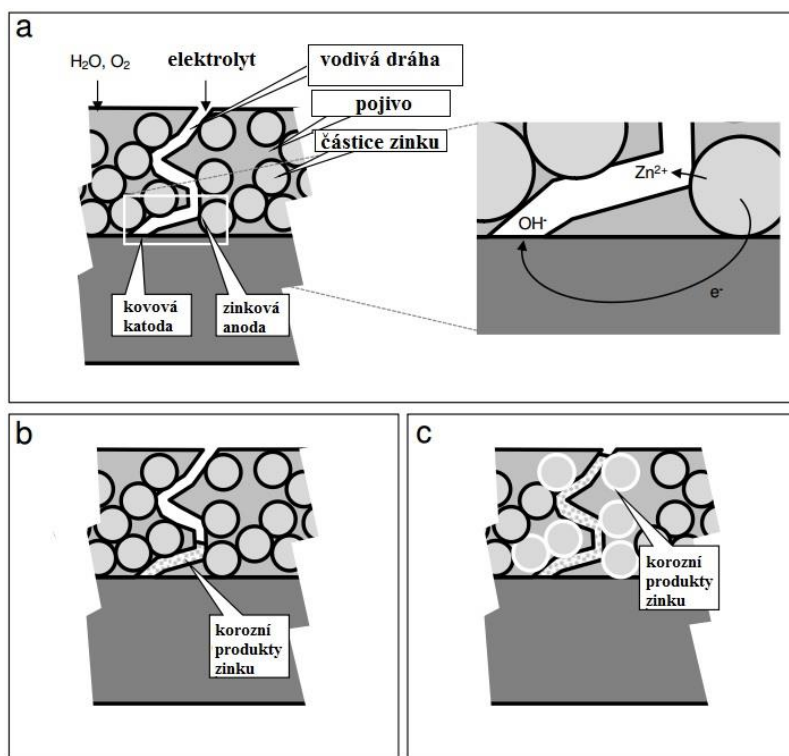 a
H₂O, O₂
elektrolyt
vodivá dráha
pojivo
částice zinku
Zn²⁺
OH⁻
e⁻
kovová
katoda
zinková
anoda
b
korozní
produkty
zinku
c
korozní
produkty
zinku